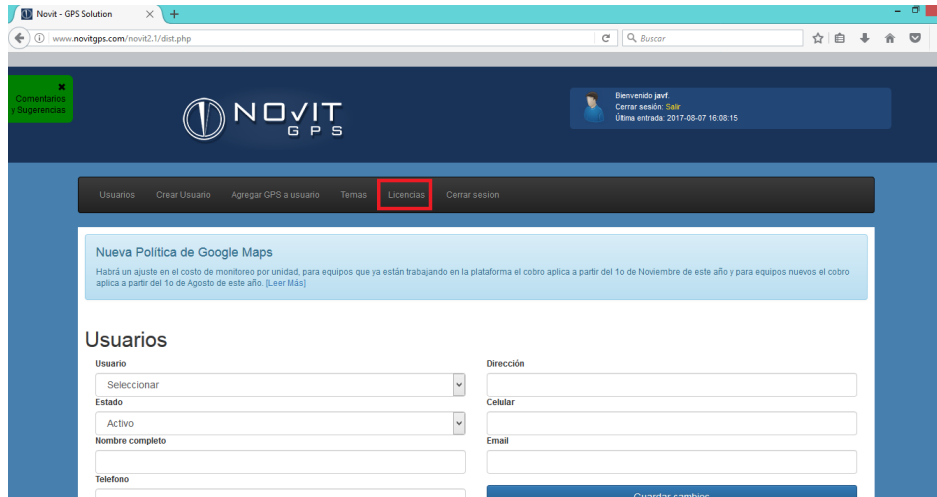 Novit - GPS Solution
www.novitgps.com/novit2.1/dist.php
Buscar
Comentarios
y Sugerencias
NOVIT
GPS
Bienvenido javf.
Cerrar sesión: Salir
Última entrada: 2017-08-07 16:08:15
Usuarios
Crear Usuario
Agregar GPS a usuario
Temas
Licencias
Cerrar sesion
Nueva Política de Google Maps
Habrá un ajuste en el costo de monitoreo por unidad, para equipos que ya están trabajando en la plataforma el cobro aplica a partir del 1o de Noviembre de este año y para equipos nuevos el cobro
aplica a partir del 1o de Agosto de este año. [Leer Más]
Usuarios
Usuario
Seleccionar
Estado
Activo
Nombre completo
Telefono
Dirección
Celular
Email
Guardar cambios